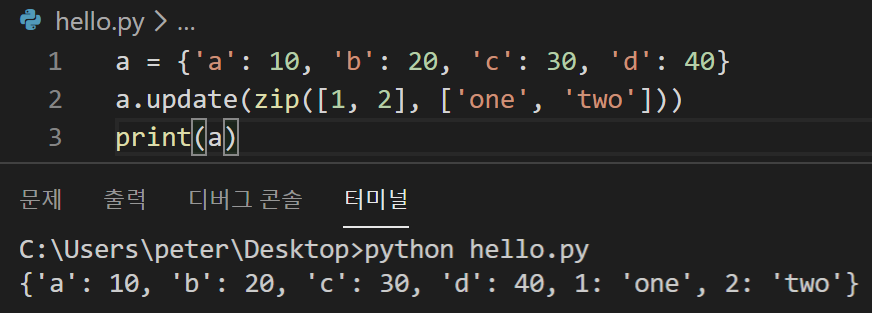 hello.py > ...
1 a = {'a': 10, 'b': 20, 'c': 30, 'd': 40}
2 a.update(zip([1, 2], ['one', 'two']))
3 print(a)
문제 출력 디버그 콘솔 터미널
C:\Users\peter\Desktop>python hello.py
{'a': 10, 'b': 20, 'c': 30, 'd': 40, 1: 'one', 2: 'two'}